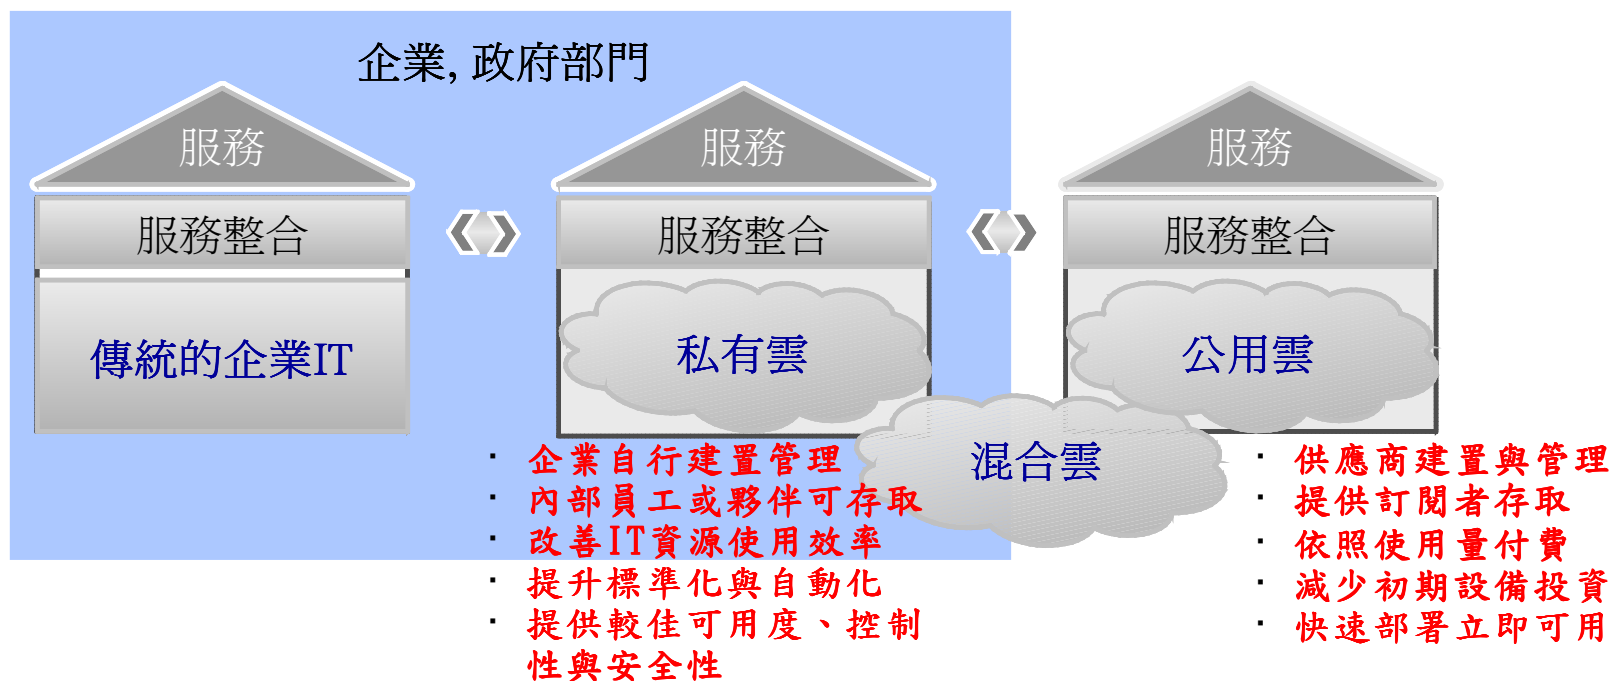 企業, 政府部門
服務
服務
服務
服務整合
服務整合
服務整合
傳統的企業IT
私有雲
公用雲
混合雲
· 企業自行建置管理
· 內部員工或夥伴可存取
· 改善IT資源使用效率
· 提升標準化與自動化
· 提供較佳可用度、控制
性與安全性
· 供應商建置與管理
· 提供訂閱者存取
· 依照使用量付費
· 減少初期設備投資
· 快速部署立即可用